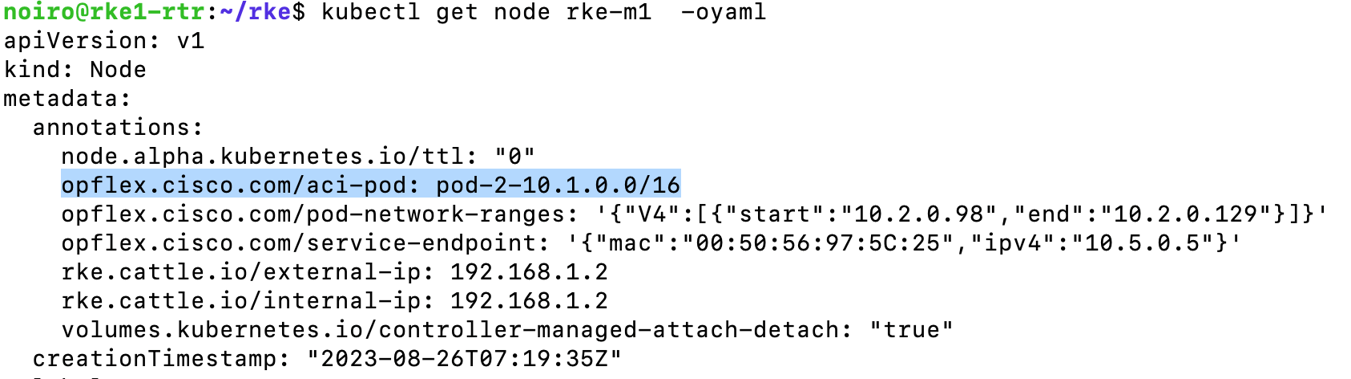 noiro@rke1-rtr:~/rke$ kubectl get node rke-m1  -oyaml
apiVersion: v1
kind: Node
metadata:
  annotations:
    node.alpha.kubernetes.io/ttl: "0"
    opflex.cisco.com/aci-pod: pod-2-10.1.0.0/16
    opflex.cisco.com/pod-network-ranges: '{"V4":[{"start":"10.2.0.98","end":"10.2.0.129"}]}'
    opflex.cisco.com/service-endpoint: '{"mac":"00:50:56:97:5C:25","ipv4":"10.5.0.5"}'
    rke.cattle.io/external-ip: 192.168.1.2
    rke.cattle.io/internal-ip: 192.168.1.2
    volumes.kubernetes.io/controller-managed-attach-detach: "true"
  creationTimestamp: "2023-08-26T07:19:35Z"